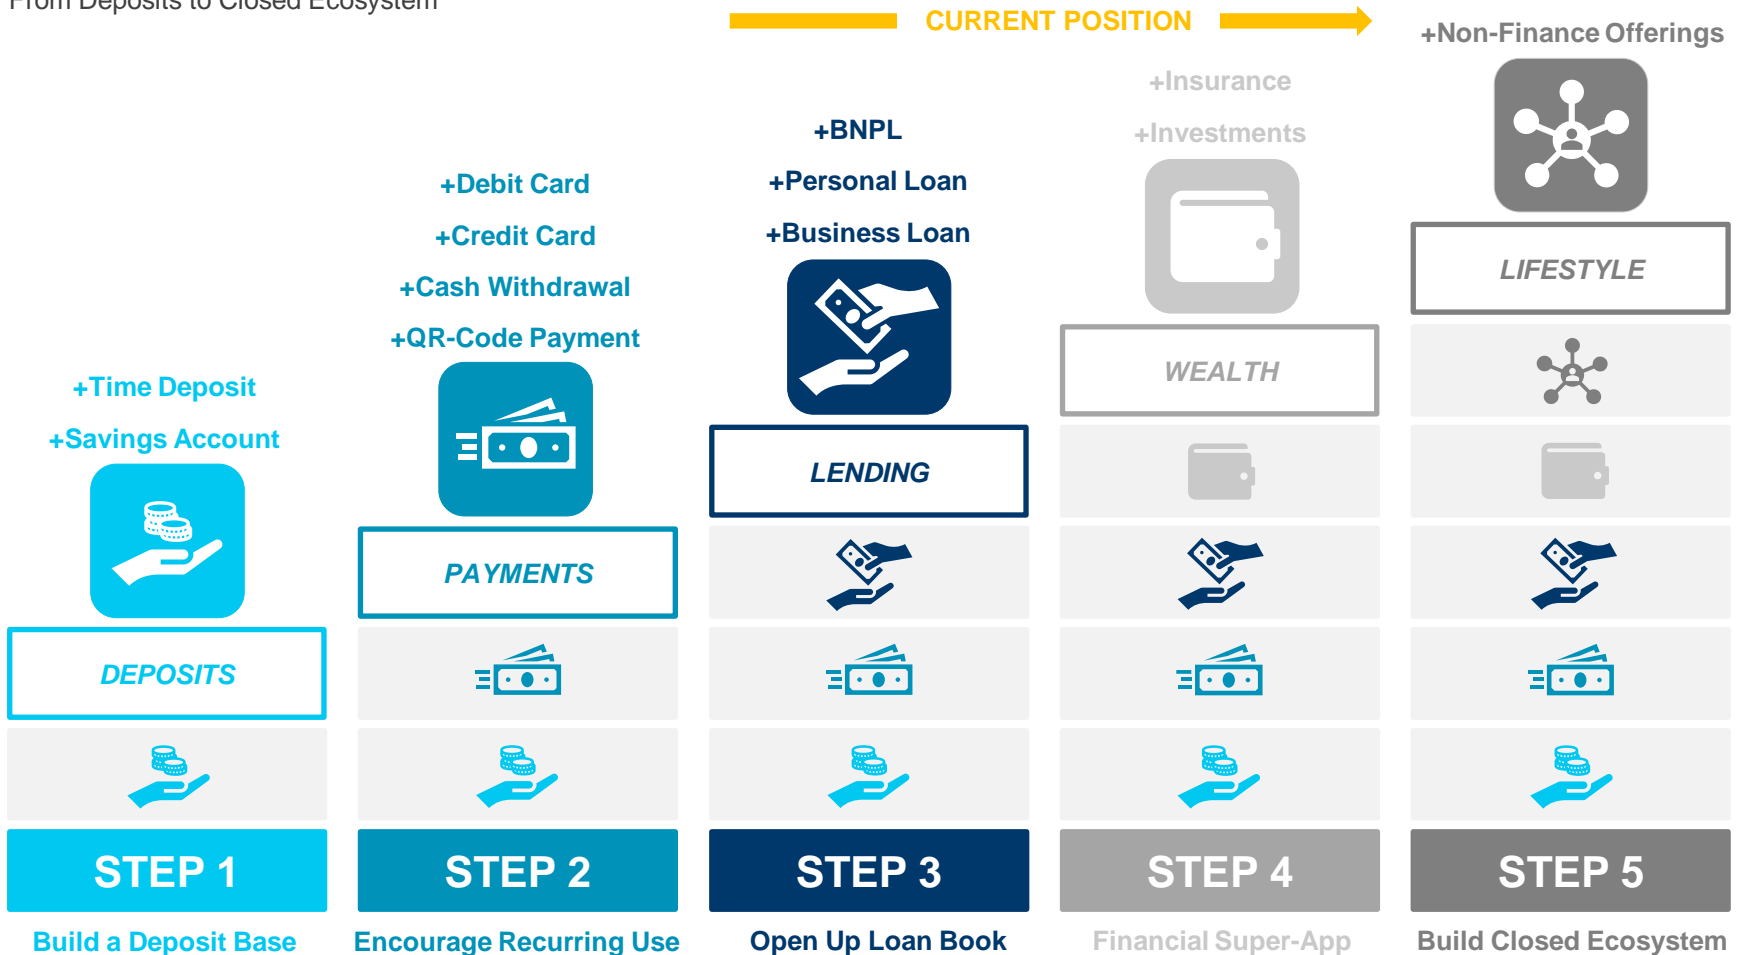 From Deposits to Closed Ecosystem
CURRENT POSITION
+Time Deposit
+Savings Account
DEPOSITS
STEP 1
Build a Deposit Base
+Debit Card
+Credit Card
+Cash Withdrawal
+QR-Code Payment
PAYMENTS
STEP 2
Encourage Recurring Use
+BNPL
+Personal Loan
+Business Loan
LENDING
STEP 3
Open Up Loan Book
+Insurance
+Investments
WEALTH
STEP 4
Financial Super-App
+Non-Finance Offerings
LIFESTYLE
STEP 5
Build Closed Ecosystem